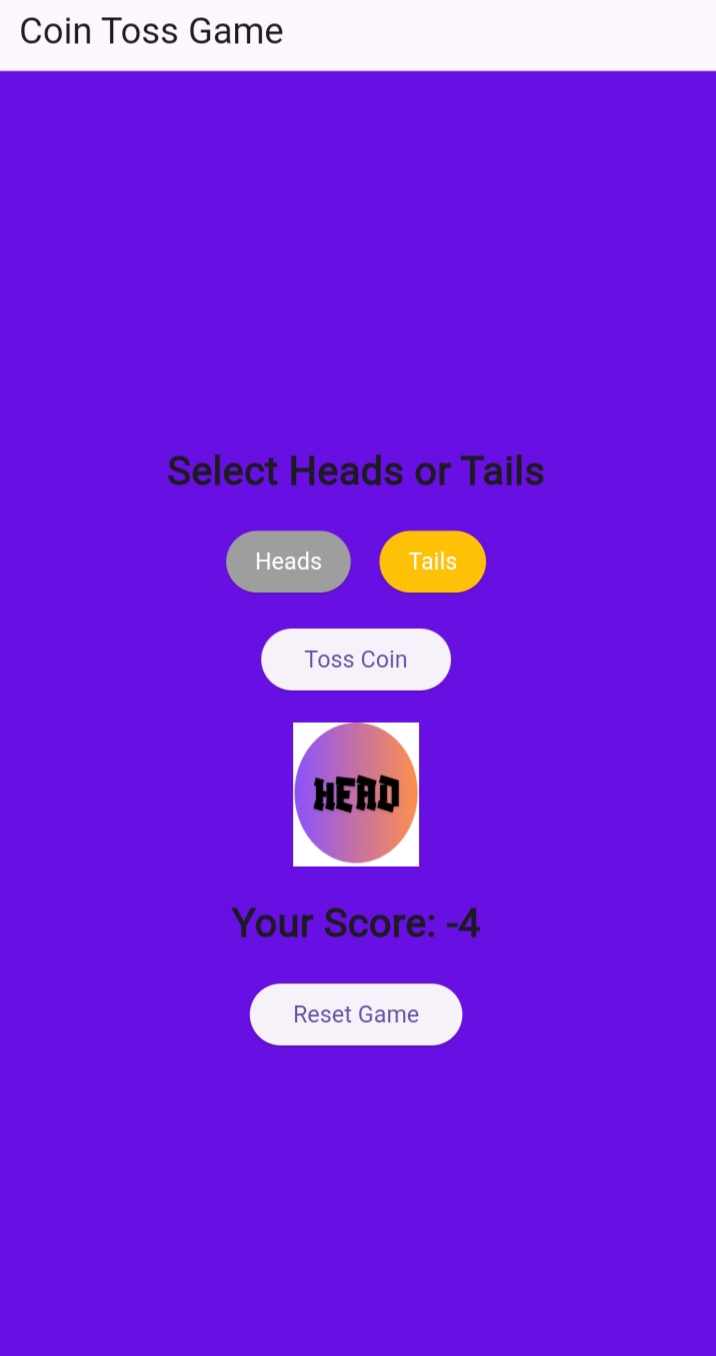 Coin Toss Game
Select Heads or Tails
Heads Tails
Toss Coin
HEAD
Your Score: -4
Reset Game